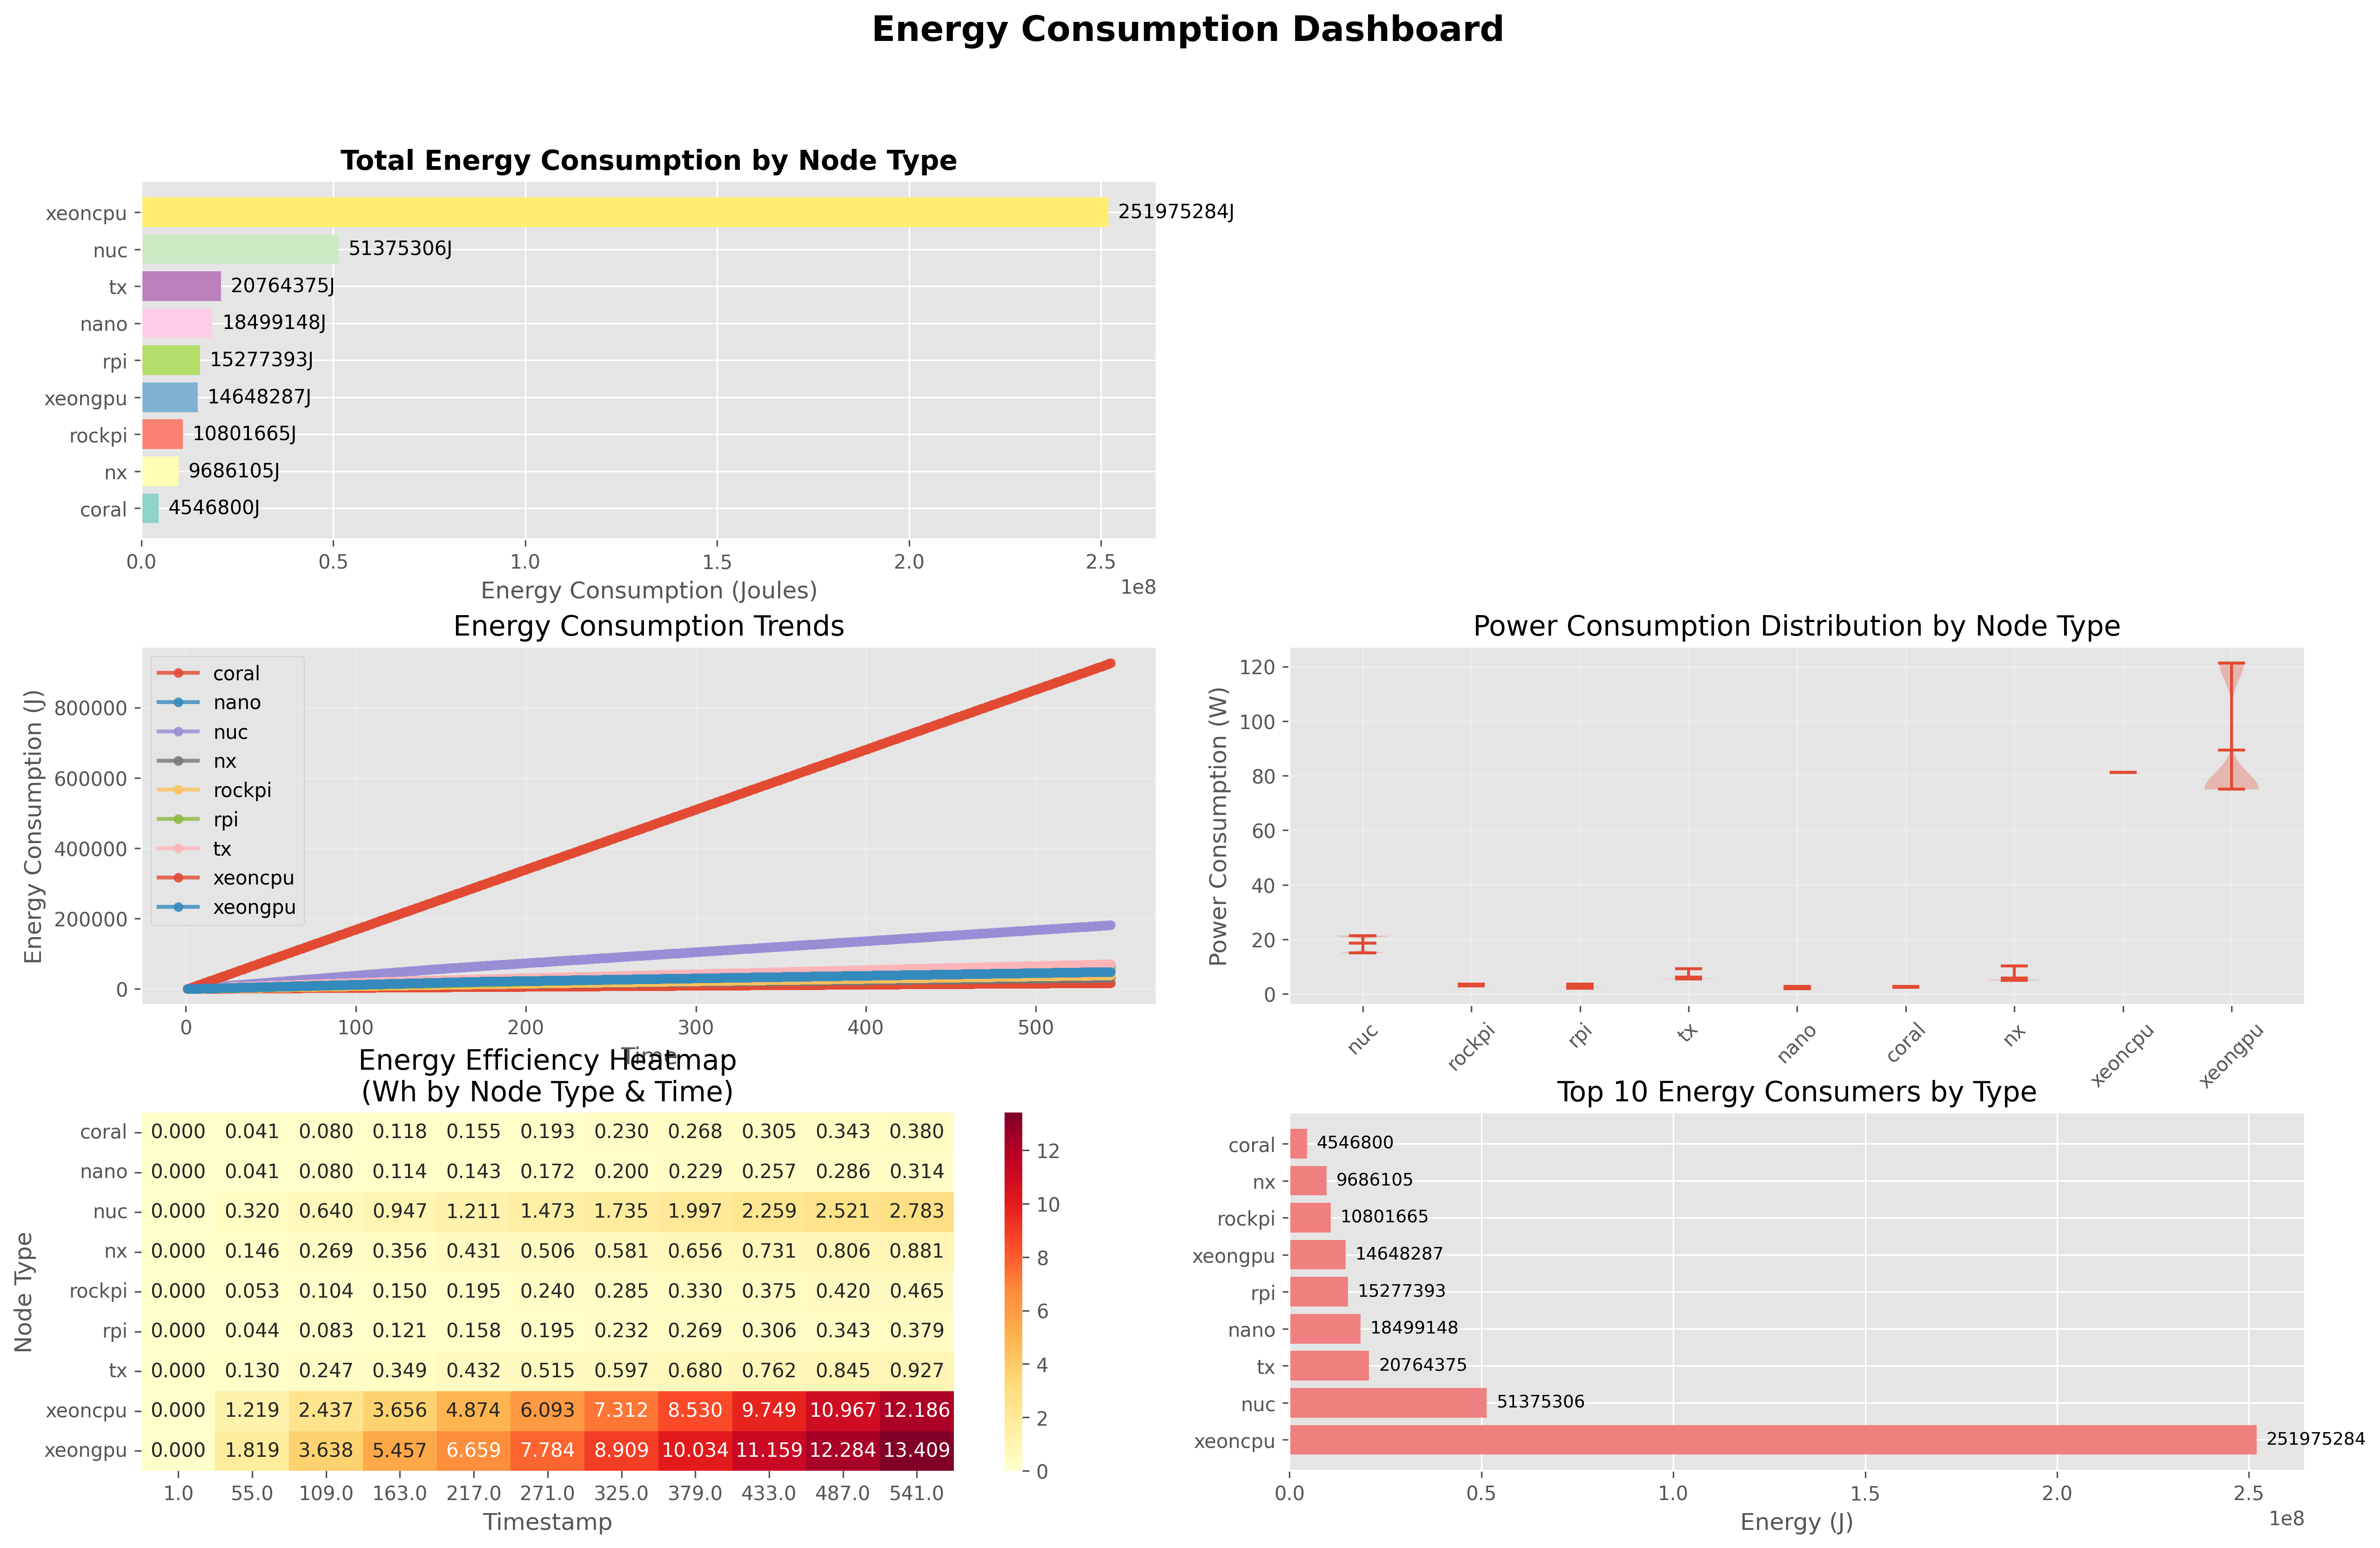 Energy Consumption Dashboard
Total Energy Consumption by Node Type
xeoncpu 251975284J
nuc 51375306J
tx 20764375J
nano 18499148J
rpi 15277393J
xeongpu 14648287J
rockpi 10801665J
nx 9686105J
coral 4546800J
0.0 0.5 1.0 1.5 2.0 2.5
1e8
Energy Consumption (Joules)
Energy Consumption Trends
Energy Consumption (J)
800000
600000
400000
200000
0
coral
nano
nuc
nx
rockpi
rpi
tx
xeoncpu
xeongpu
0 100 200 300 400 500
Time
Power Consumption Distribution by Node Type
Power Consumption (W)
120
100
80
60
40
20
0
nuc rockpi rpi tx nano coral nx xeoncpu xeongpu
Energy Efficiency Heatmap
(Wh by Node Type & Time)
Node Type
coral 0.000 0.041 0.080 0.118 0.155 0.193 0.230 0.268 0.305 0.343 0.380
nano 0.000 0.041 0.080 0.114 0.143 0.172 0.200 0.229 0.257 0.286 0.314
nuc 0.000 0.320 0.640 0.947 1.211 1.473 1.735 1.997 2.259 2.521 2.783
nx 0.000 0.146 0.269 0.356 0.431 0.506 0.581 0.656 0.731 0.806 0.881
rockpi 0.000 0.053 0.104 0.150 0.195 0.240 0.285 0.330 0.375 0.420 0.465
rpi 0.000 0.044 0.083 0.121 0.158 0.195 0.232 0.269 0.306 0.343 0.379
tx 0.000 0.130 0.247 0.349 0.432 0.515 0.597 0.680 0.762 0.845 0.927
xeoncpu 0.000 1.219 2.437 3.656 4.874 6.093 7.312 8.530 9.749 10.967 12.186
xeongpu 0.000 1.819 3.638 5.457 6.659 7.784 8.909 10.034 11.159 12.284 13.409
1.0 55.0 109.0 163.0 217.0 271.0 325.0 379.0 433.0 487.0 541.0
Timestamp
12
10
8
6
4
2
0
Top 10 Energy Consumers by Type
coral 4546800
nx 9686105
rockpi 10801665
xeongpu 14648287
rpi 15277393
nano 18499148
tx 20764375
nuc 51375306
xeoncpu 251975284
0.0 0.5 1.0 1.5 2.0 2.5
1e8
Energy (J)